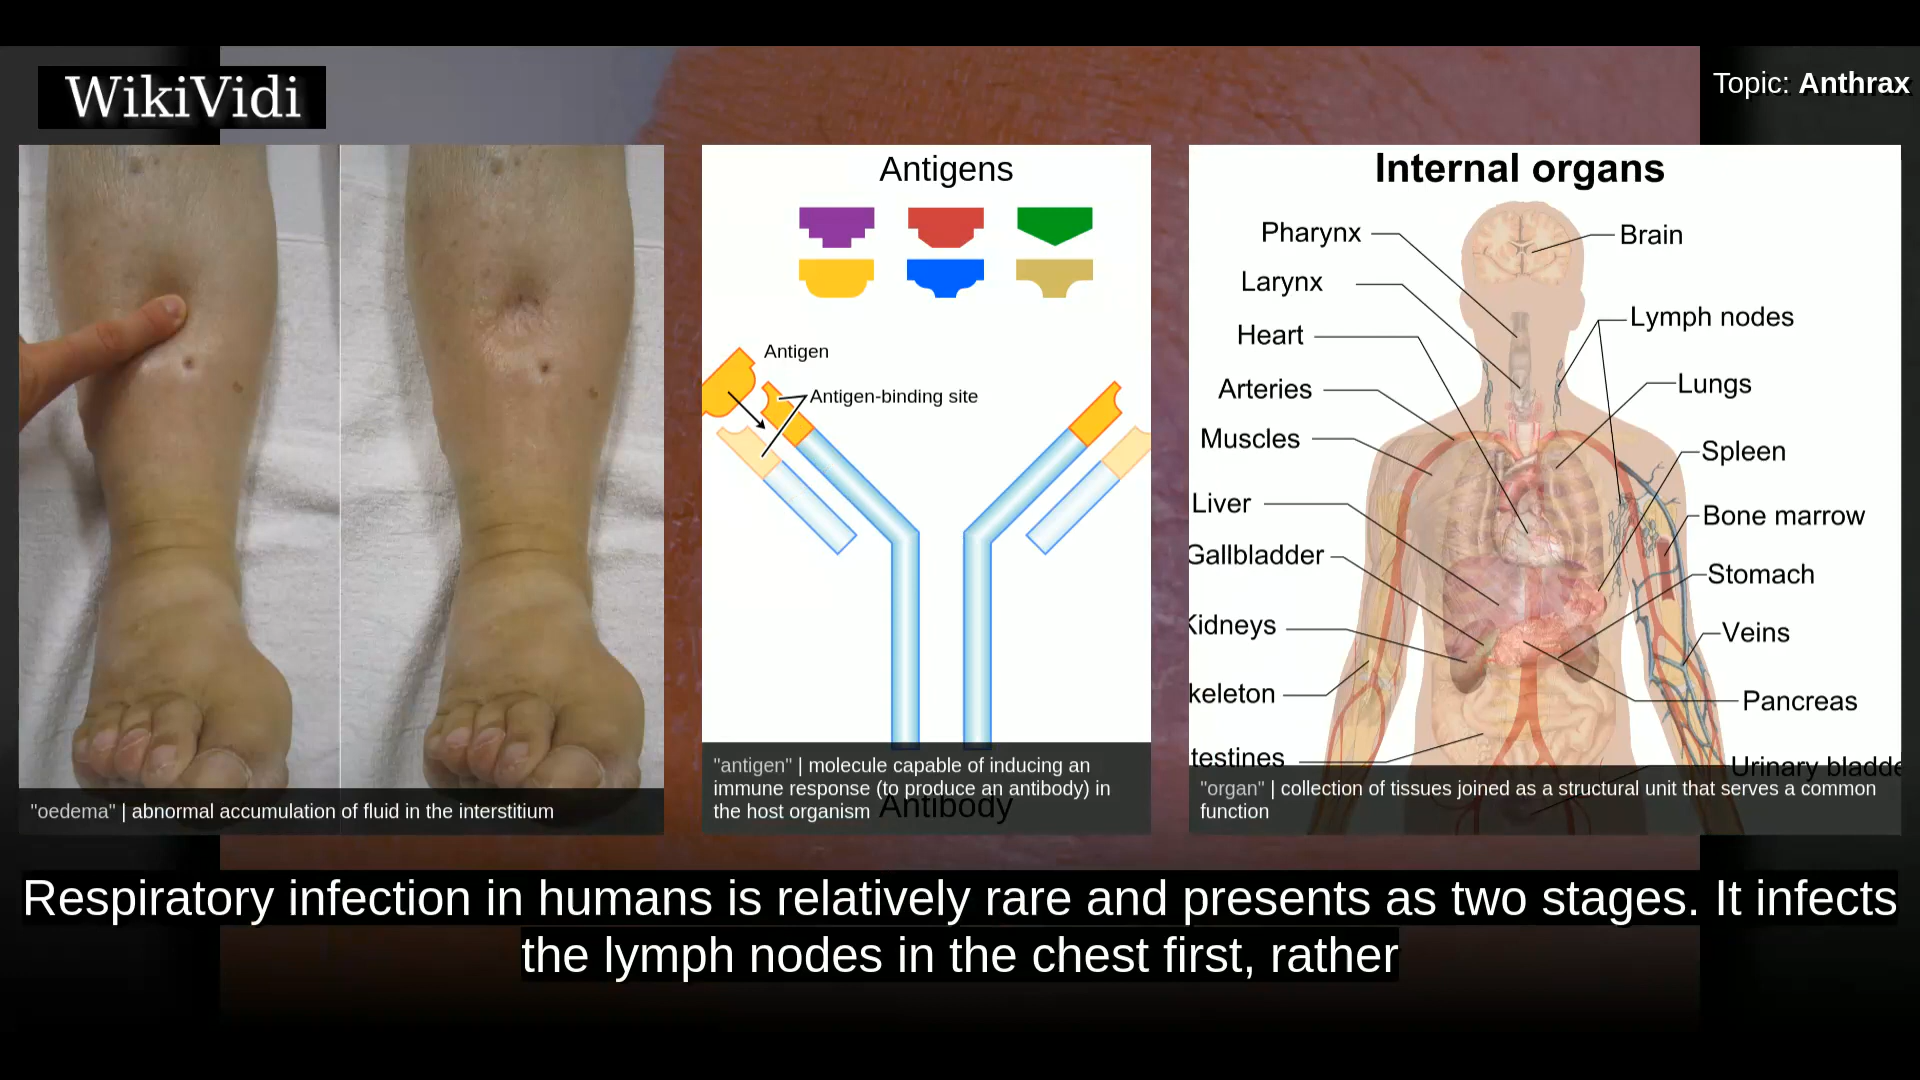 WikiVidi
Topic: Anthrax
"oedema" | abnormal accumulation of fluid in the interstitium
Antigens
Antigen
Antigen-binding site
"antigen" | molecule capable of inducing an
immune response (to produce an antibody) in
the host organism
Antibody
Internal organs
Pharynx
Brain
Larynx
Lymph nodes
Heart
Lungs
Arteries
Muscles
Spleen
Liver
Bone marrow
Gallbladder
Stomach
Kidneys
Veins
keleton
Pancreas
testines
Urinary bladde
"organ" | collection of tissues joined as a structural unit that serves a common
function
Respiratory infection in humans is relatively rare and presents as two stages. It infects
the lymph nodes in the chest first, rather